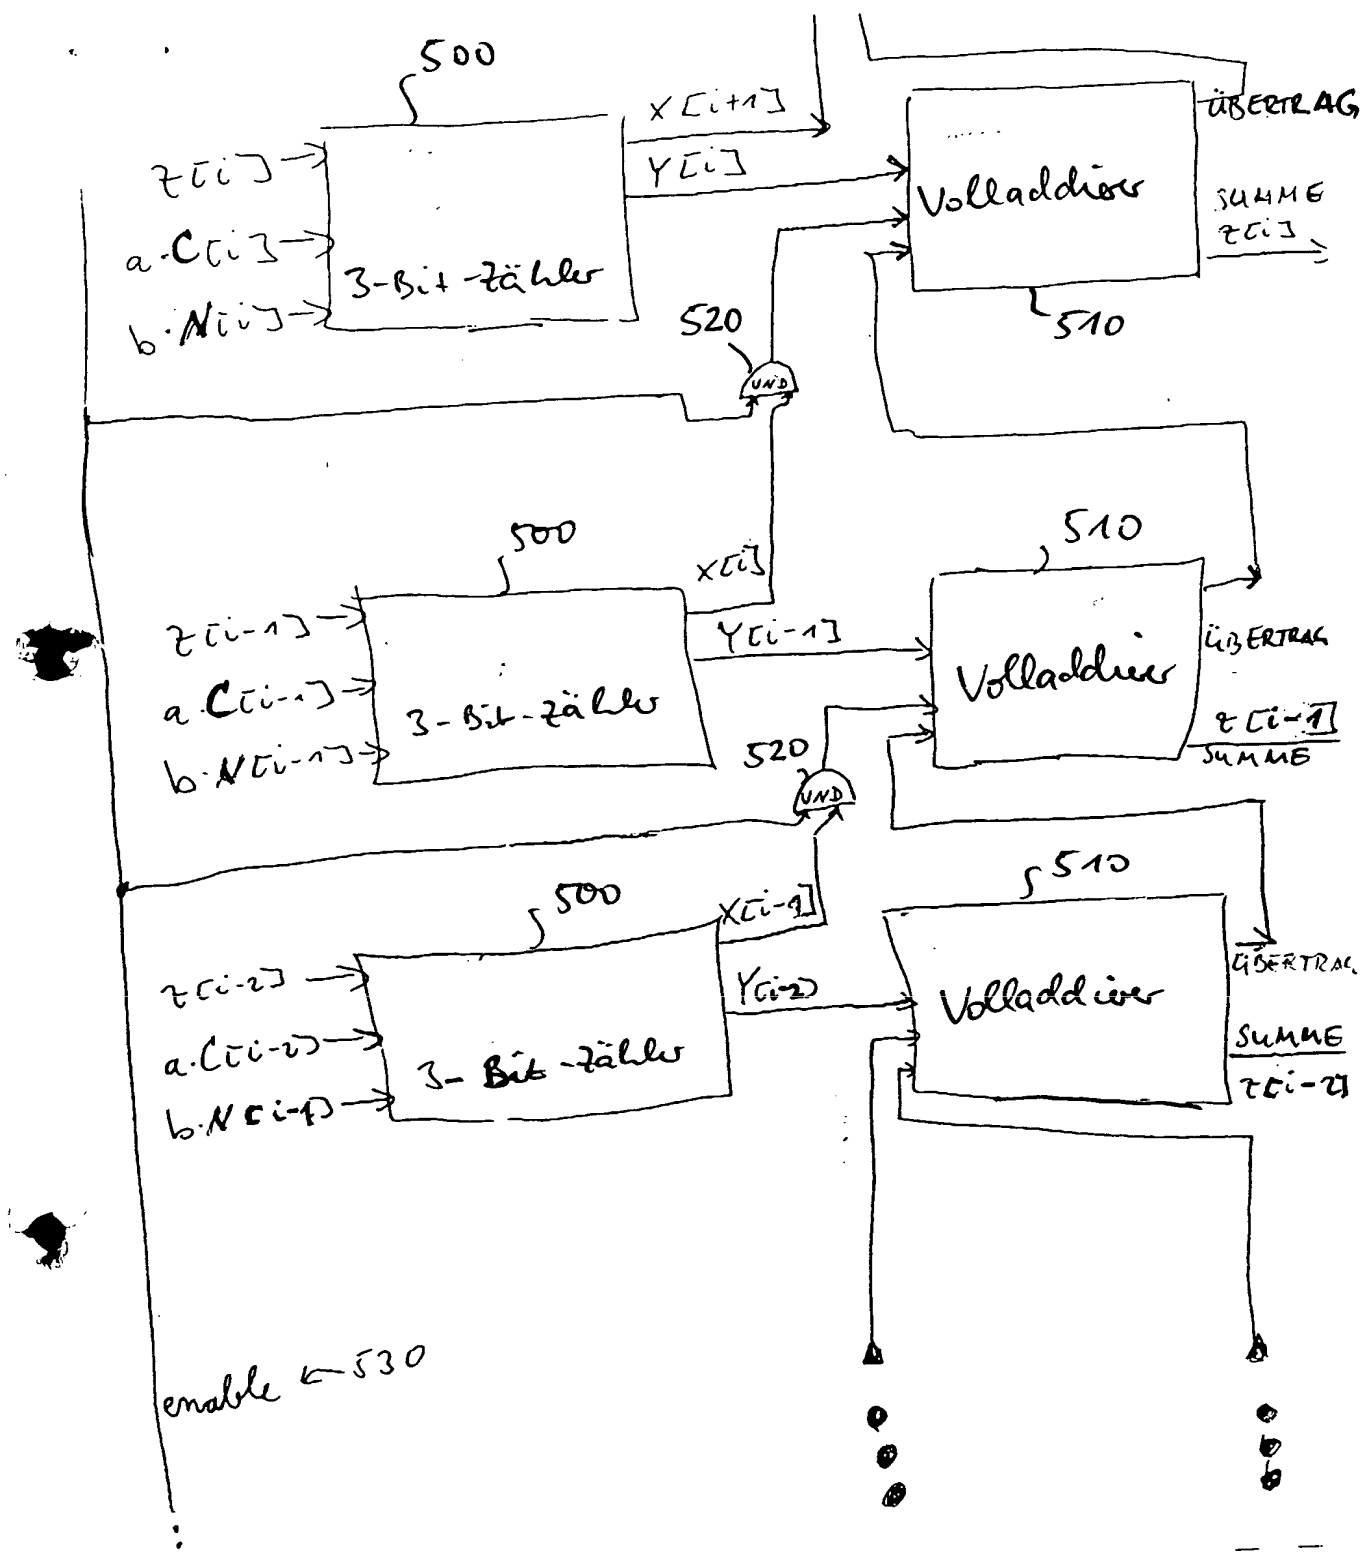 500
X[i+1]
ÜBERTRAG
Z[i]
Y[i]
Volladdierer
SUMME
Z[i]
a·C[i]
3-Bit-Zähler
b·N[i]
520
510
UND
500
510
X[i]
Z[i-1]
Y[i-1]
ÜBERTRAG
Volladdierer
a·C[i-1]
3-Bit-Zähler
Z[i-1]
SUMME
b·N[i-1]
520
UND
510
500
X[i-1]
ÜBERTRAG
Z[i-2]
Y[i-2]
Volladdierer
SUMME
a·C[i-2]
3-Bit-Zähler
Z[i-2]
b·N[i-1]
enable ← 530